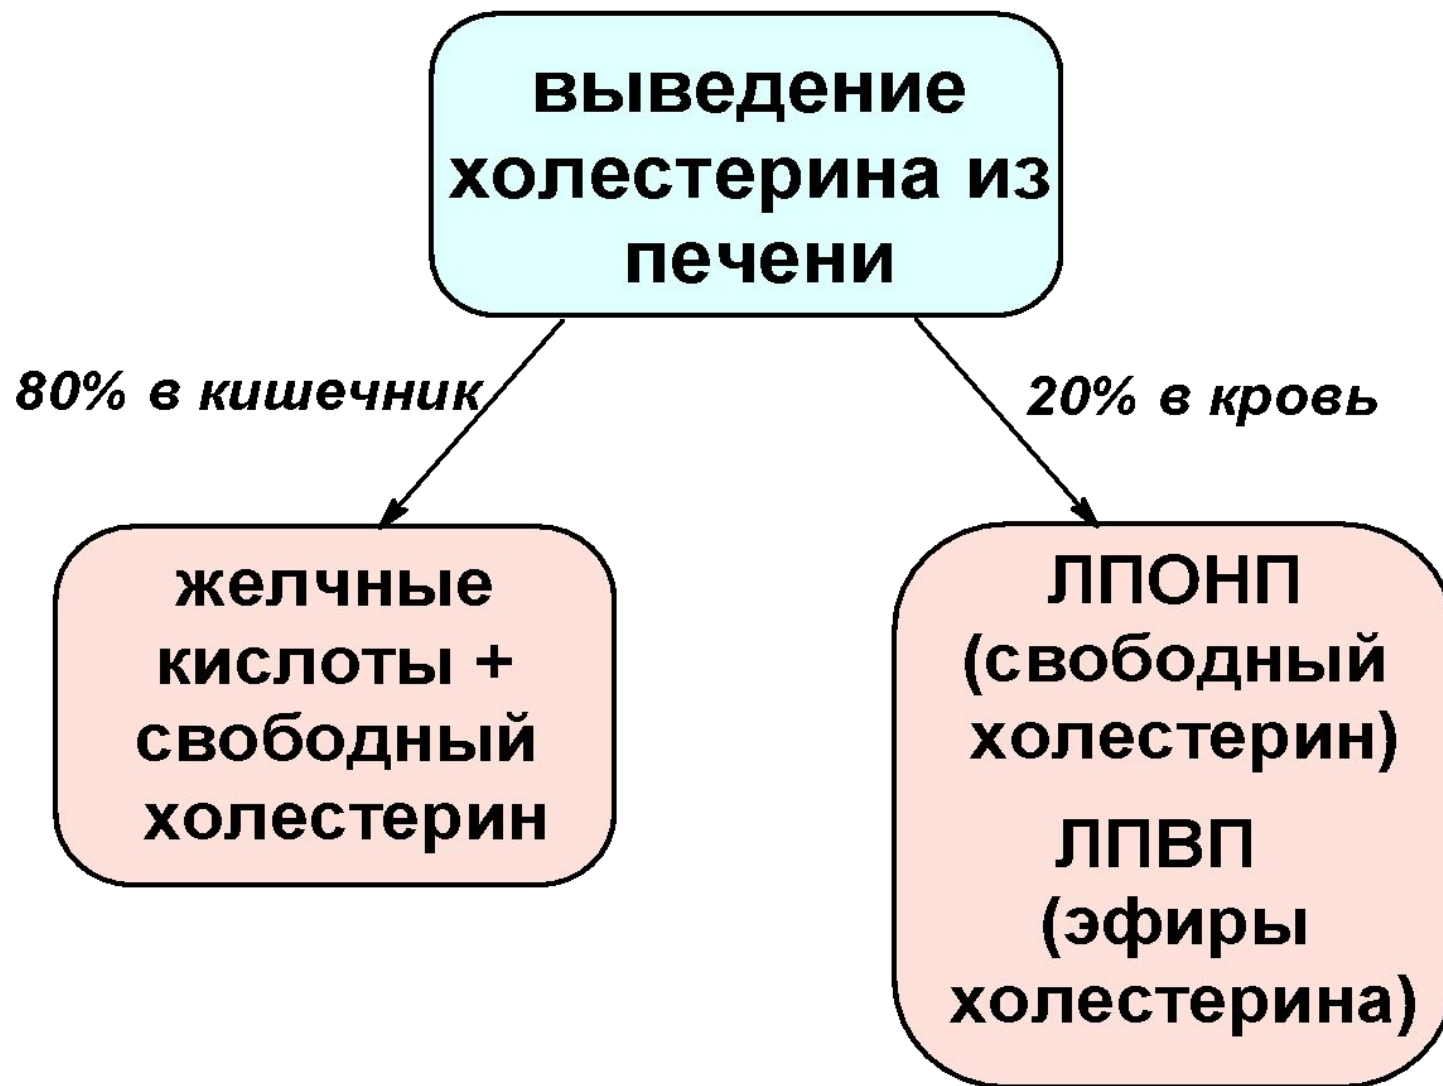 выведение
холестерина из
печени
80% в кишечник
20% в кровь
желчные
кислоты +
свободный
холестерин
ЛПОНП
(свободный
холестерин)
ЛПВП
(эфиры
холестерина)